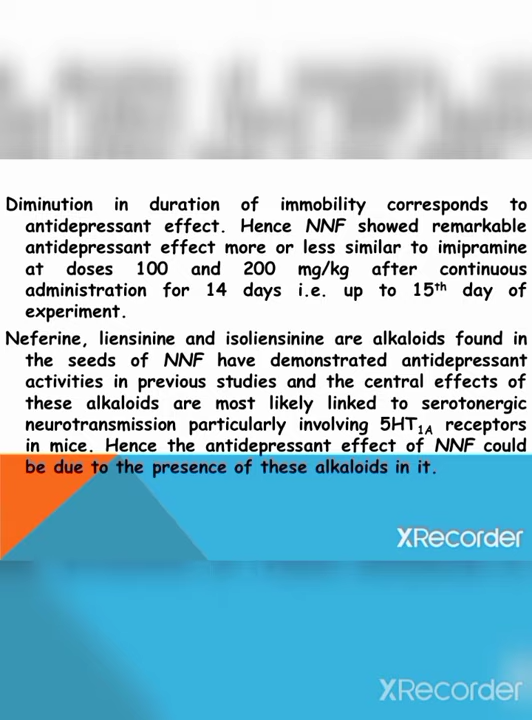 Diminution in duration of immobility corresponds to
antidepressant effect. Hence NNF showed remarkable
antidepressant effect more or less similar to imipramine
at doses 100 and 200 mg/kg after continuous
administration for 14 days i.e. up to 15th day of
experiment.
Neferine, liensinine and isoliensinine are alkaloids found in
the seeds of NNF have demonstrated antidepressant
activities in previous studies and the central effects of
these alkaloids are most likely linked to serotonergic
neurotransmission particularly involving 5HT1A receptors
in mice. Hence the antidepressant effect of NNF could
be due to the presence of these alkaloids in it.
XRecorder
XRecorder